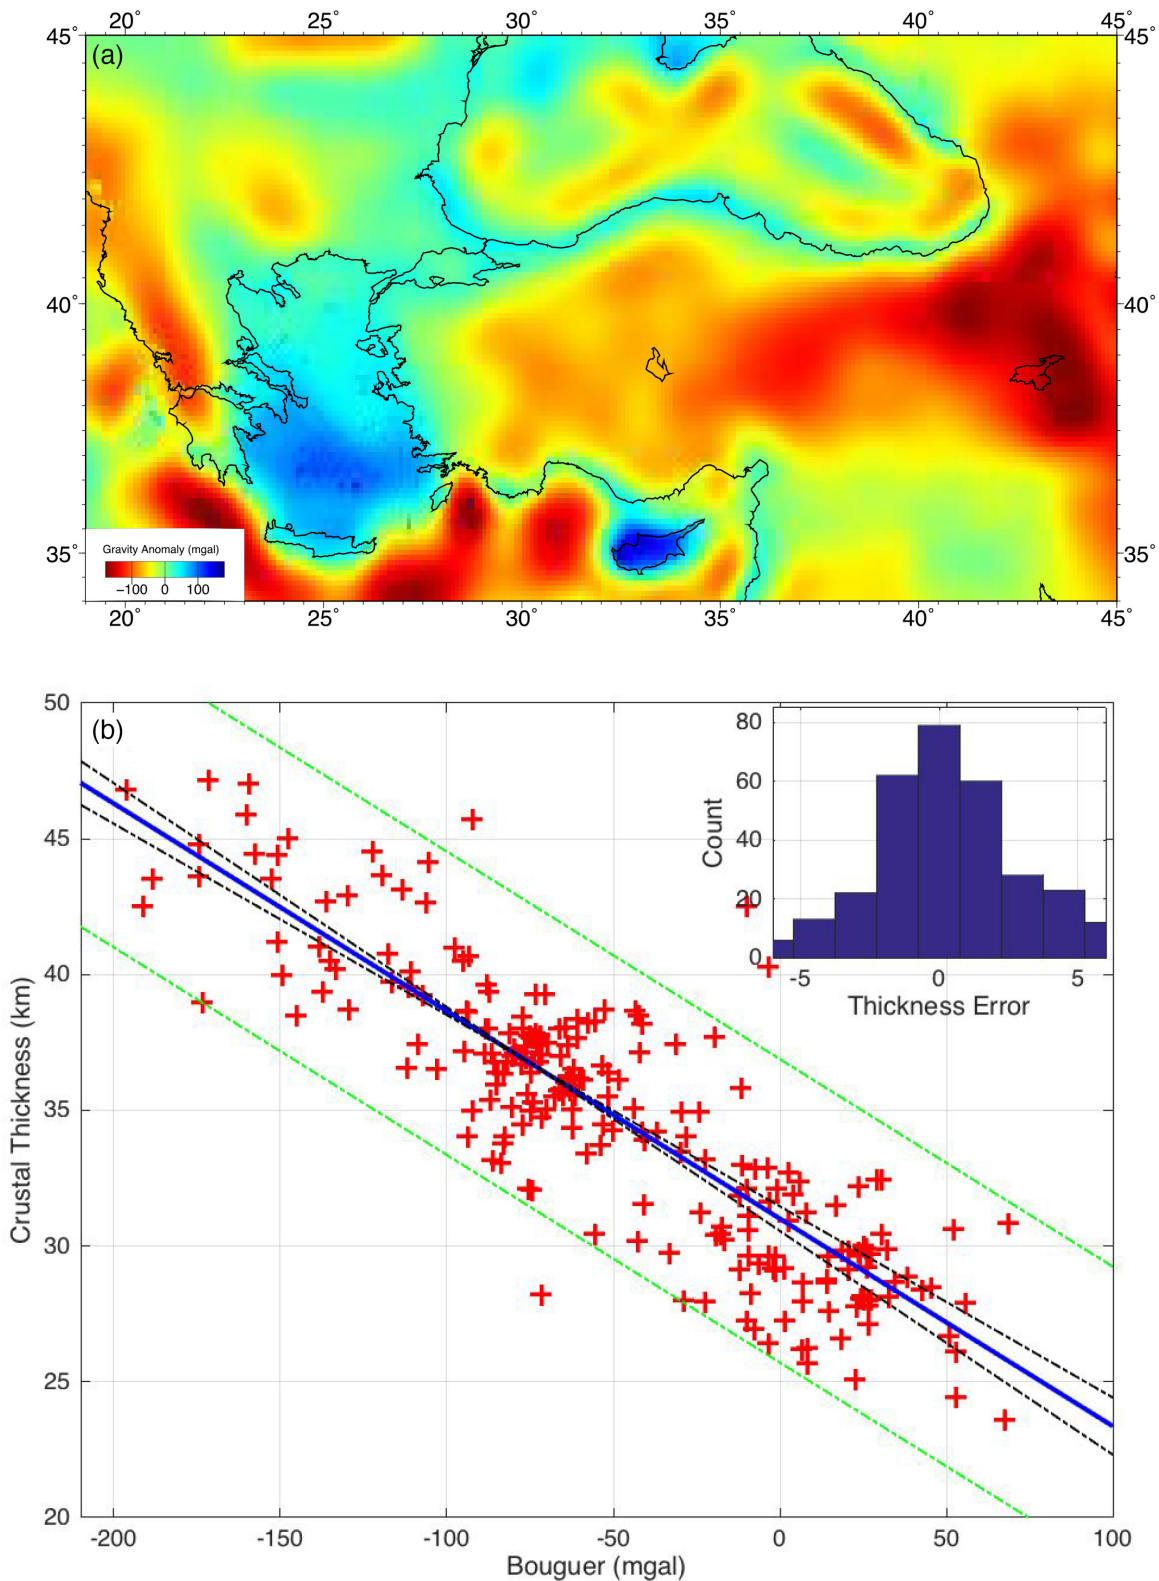 20° 25° 30° 35° 40° 45°
45° (a) 45°
40° 40°
35° 35°
Gravity Anomaly (mgal)
−100 0 100
20° 25° 30° 35° 40° 45°
(b)
50
45
40
35
30
25
20
Crustal Thickness (km)
-200 -150 -100 -50 0 50 100
Bouguer (mgal)
80
60
40
20
0
Count
-5 0 5
Thickness Error